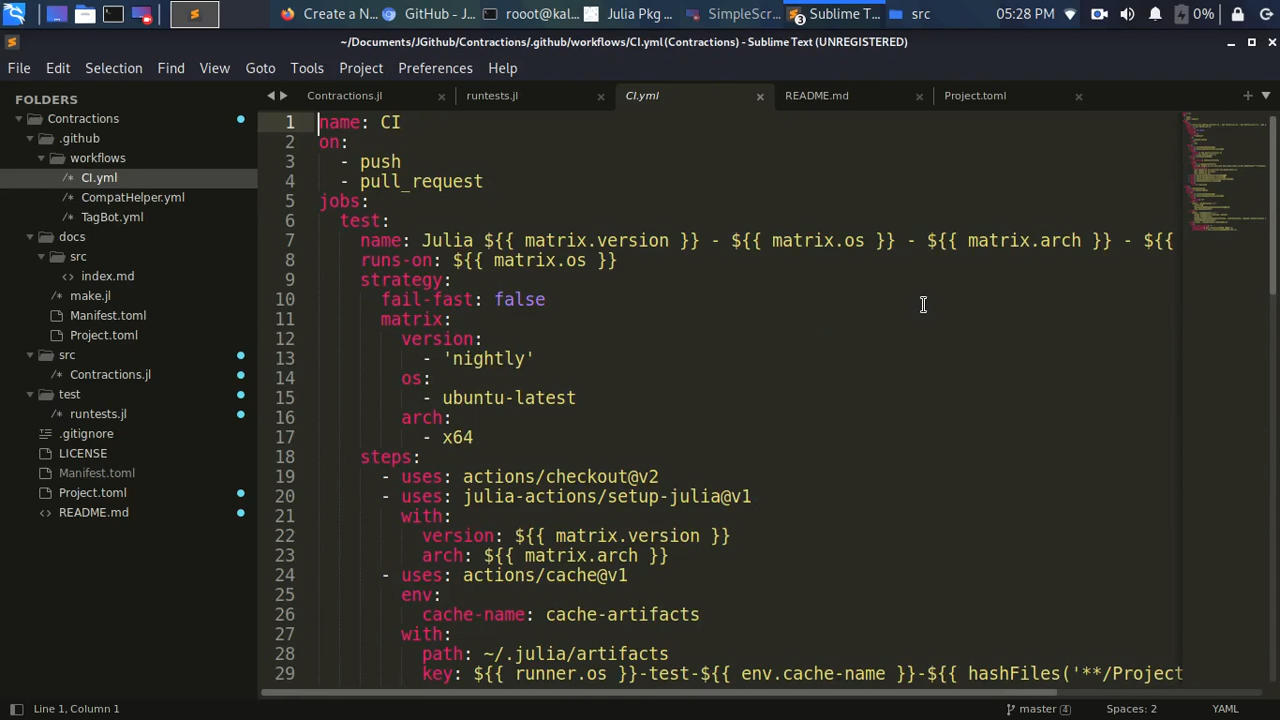 Create a N...
GitHub - J...
rooot@kal...
Julia Pkg ...
SimpleScr...
3
Sublime T...
src
05:28 PM
0%
~/Documents/JGithub/Contractions/.github/workflows/CI.yml (Contractions) - Sublime Text (UNREGISTERED)
File Edit Selection Find View Goto Tools Project Preferences Help
FOLDERS
Contractions
.github
workflows
/* CI.yml
/* CompatHelper.yml
/* TagBot.yml
docs
src
<> index.md
/* make.jl
Manifest.toml
Project.toml
src
/* Contractions.jl
test
/* runtests.jl
.gitignore
LICENSE
Manifest.toml
Project.toml
<> README.md
Contractions.jl
runtests.jl
CI.yml
README.md
Project.toml
1 name: CI
2 on:
3 - push
4 - pull_request
5 jobs:
6 test:
7 name: Julia ${{ matrix.version }} - ${{ matrix.os }} - ${{ matrix.arch }} - ${{
8 runs-on: ${{ matrix.os }}
9 strategy:
10 fail-fast: false
11 matrix:
12 version:
13 - 'nightly'
14 os:
15 - ubuntu-latest
16 arch:
17 - x64
18 steps:
19 - uses: actions/checkout@v2
20 - uses: julia-actions/setup-julia@v1
21 with:
22 version: ${{ matrix.version }}
23 arch: ${{ matrix.arch }}
24 - uses: actions/cache@v1
25 env:
26 cache-name: cache-artifacts
27 with:
28 path: ~/.julia/artifacts
29 key: ${{ runner.os }}-test-${{ env.cache-name }}-${{ hashFiles('**/Project
Line 1, Column 1
master 4
Spaces: 2
YAML